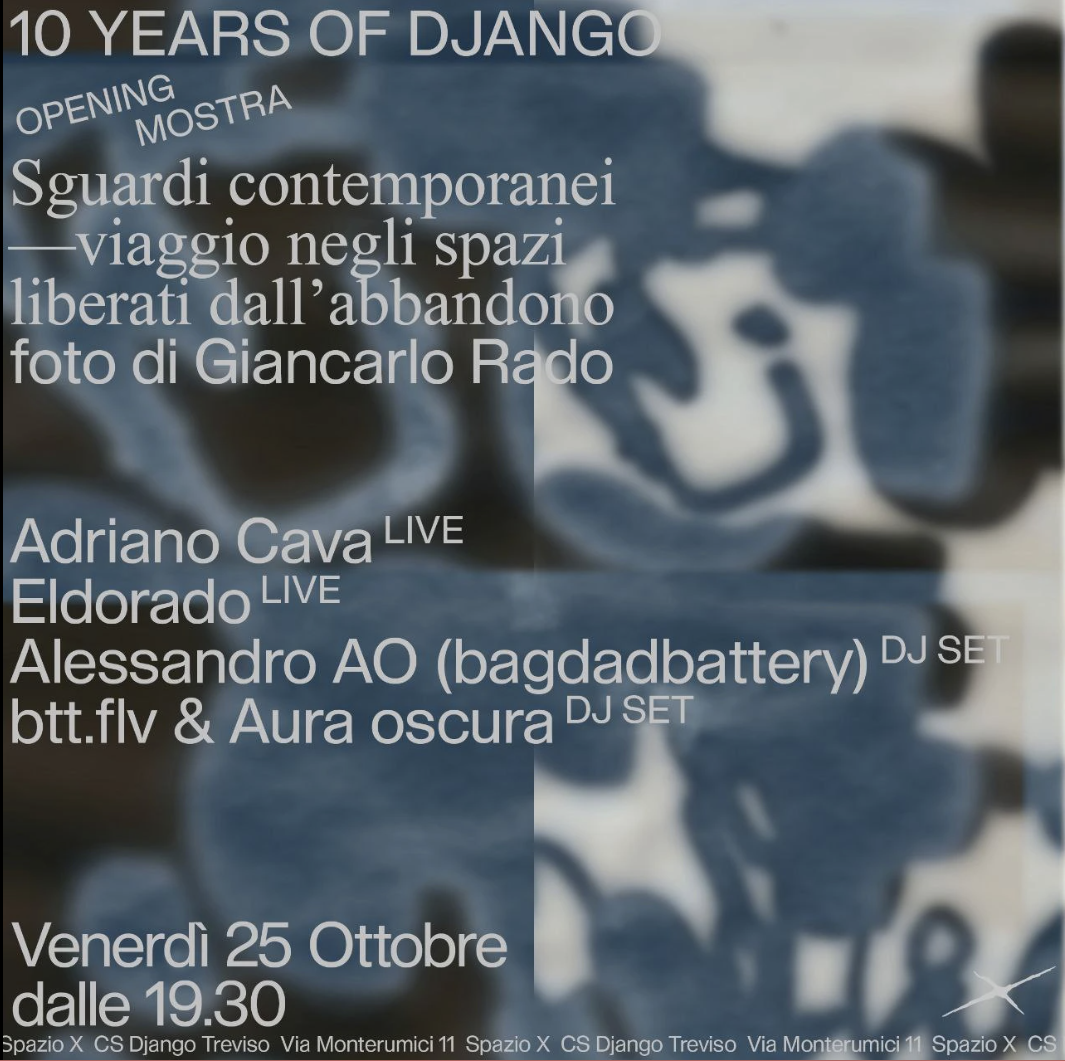 10 YEARS OF DJANGO
OPENING
MOSTRA
Sguardi contemporanei
—viaggio negli spazi
liberati dall’abbandono
foto di Giancarlo Rado
Adriano Cava LIVE
Eldorado LIVE
Alessandro AO (bagdadbattery) DJ SET
btt.flv & Aura oscura DJ SET
Venerdì 25 Ottobre
dalle 19.30
Spazio X CS Django Treviso Via Monterumici 11 Spazio X CS Django Treviso Via Monterumici 11 Spazio X CS